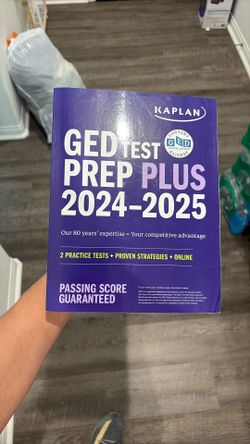 KAPLAN
GED TEST
PREP PLUS
2024–2025
GED
Our 80 years' expertise = Your competitive advantage
2 PRACTICE TESTS • PROVEN STRATEGIES • ONLINE
PASSING SCORE
GUARANTEED